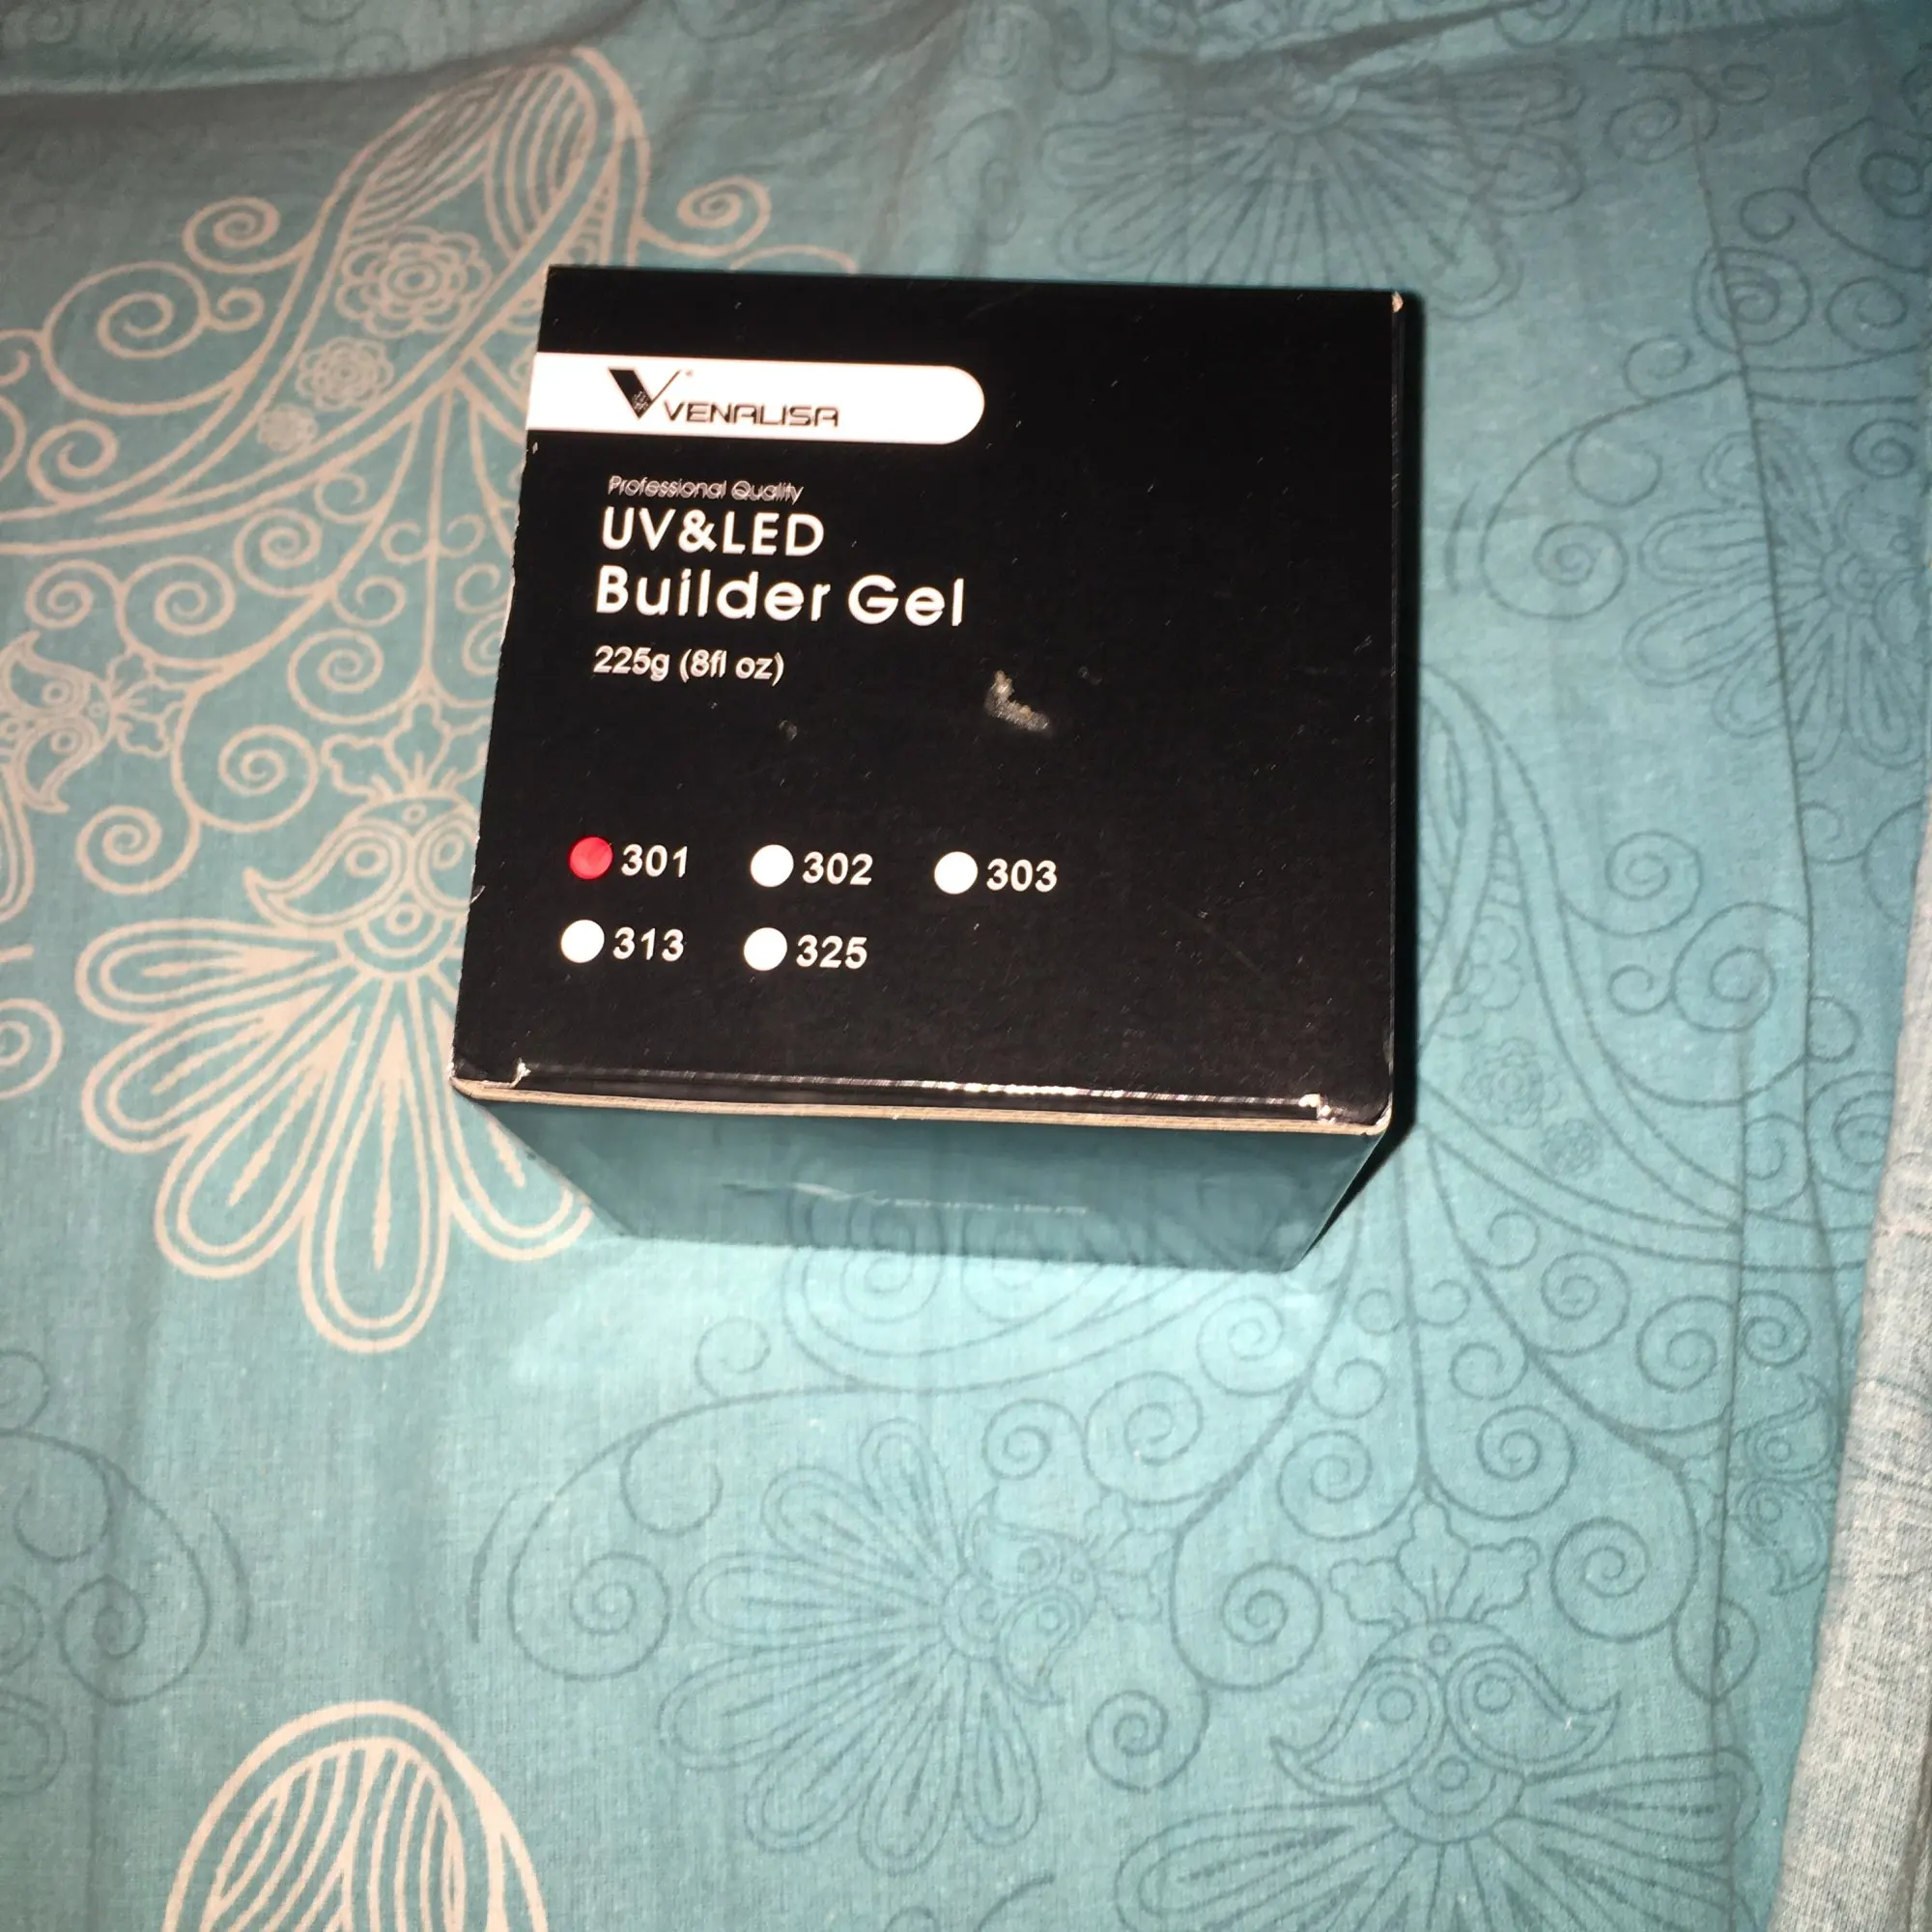 VENALISA
Professional Quality
UV&LED
Builder Gel
225g (8fl oz)
301 302 303
313 325